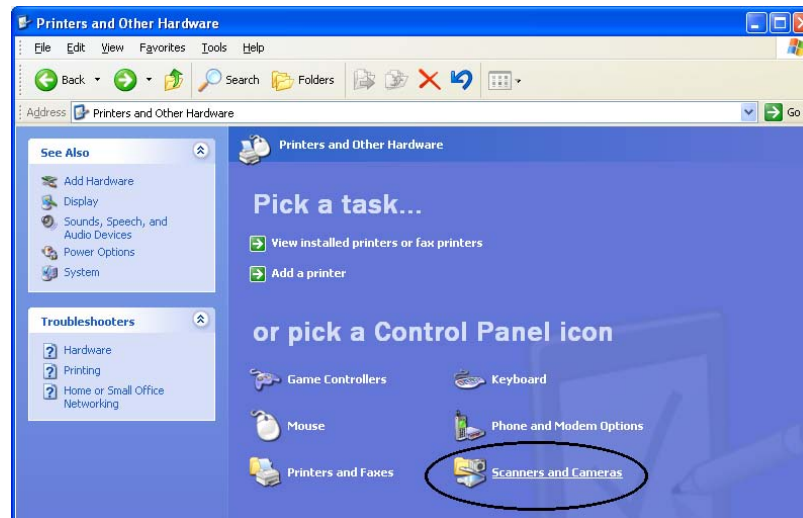 Printers and Other Hardware
File Edit View Favorites Tools Help
Back Search Folders
Address Printers and Other Hardware Go
See Also
Add Hardware
Display
Sounds, Speech, and
Audio Devices
Power Options
System
Troubleshooters
Hardware
Printing
Home or Small Office
Networking
Printers and Other Hardware
Pick a task...
View installed printers or fax printers
Add a printer
or pick a Control Panel icon
Game Controllers Keyboard
Mouse Phone and Modem Options
Printers and Faxes Scanners and Cameras